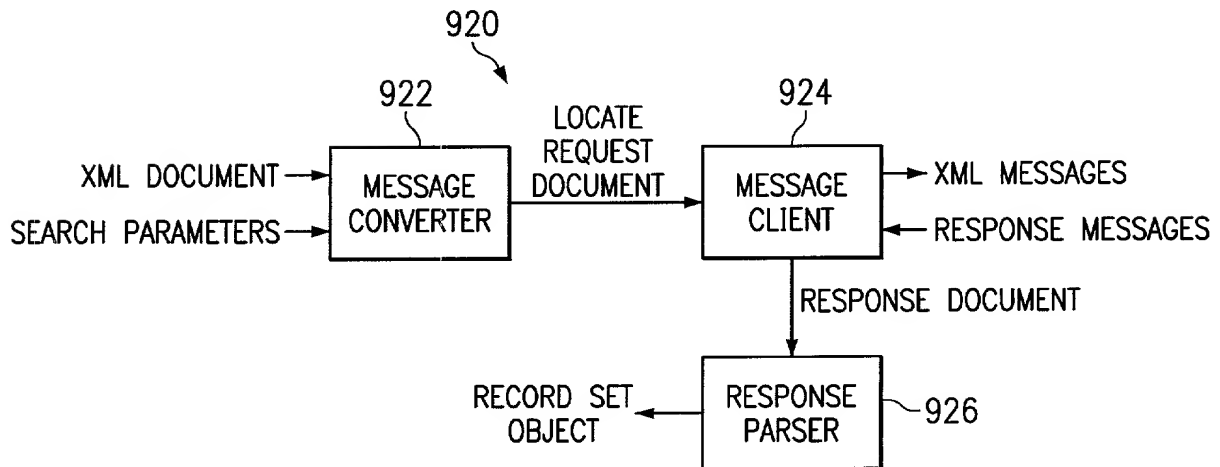 920
922
924
LOCATE
REQUEST
DOCUMENT
XML DOCUMENT
SEARCH PARAMETERS
MESSAGE
CONVERTER
MESSAGE
CLIENT
XML MESSAGES
RESPONSE MESSAGES
RESPONSE DOCUMENT
RECORD SET
OBJECT
RESPONSE
PARSER
926